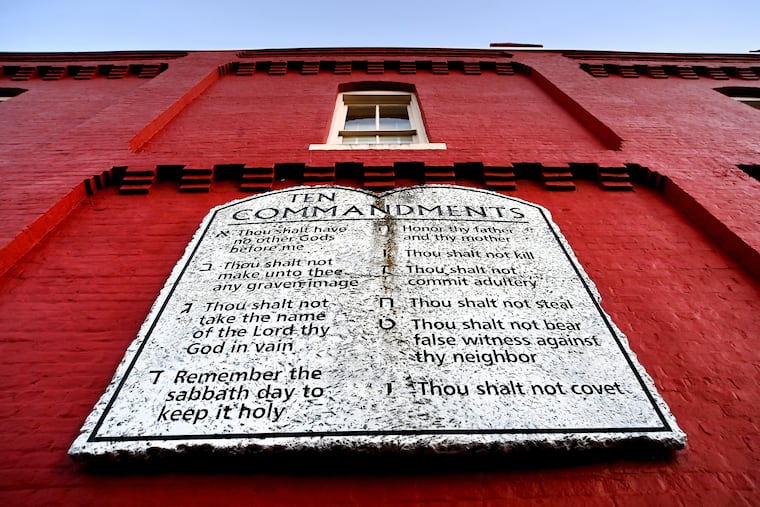 TEN
COMMANDMENTS
א Thou shalt have
no other Gods
before me
ב Thou shalt not
make unto thee
any graven image
ג Thou shalt not
take the name
of the Lord thy
God in vain
ד Remember the
sabbath day to
keep it holy
Honor thy father
and thy mother
Thou shalt not kill
ז Thou shalt not
commit adultery
ח Thou shalt not steal
ט Thou shalt not bear
false witness against
thy neighbor
י Thou shalt not covet